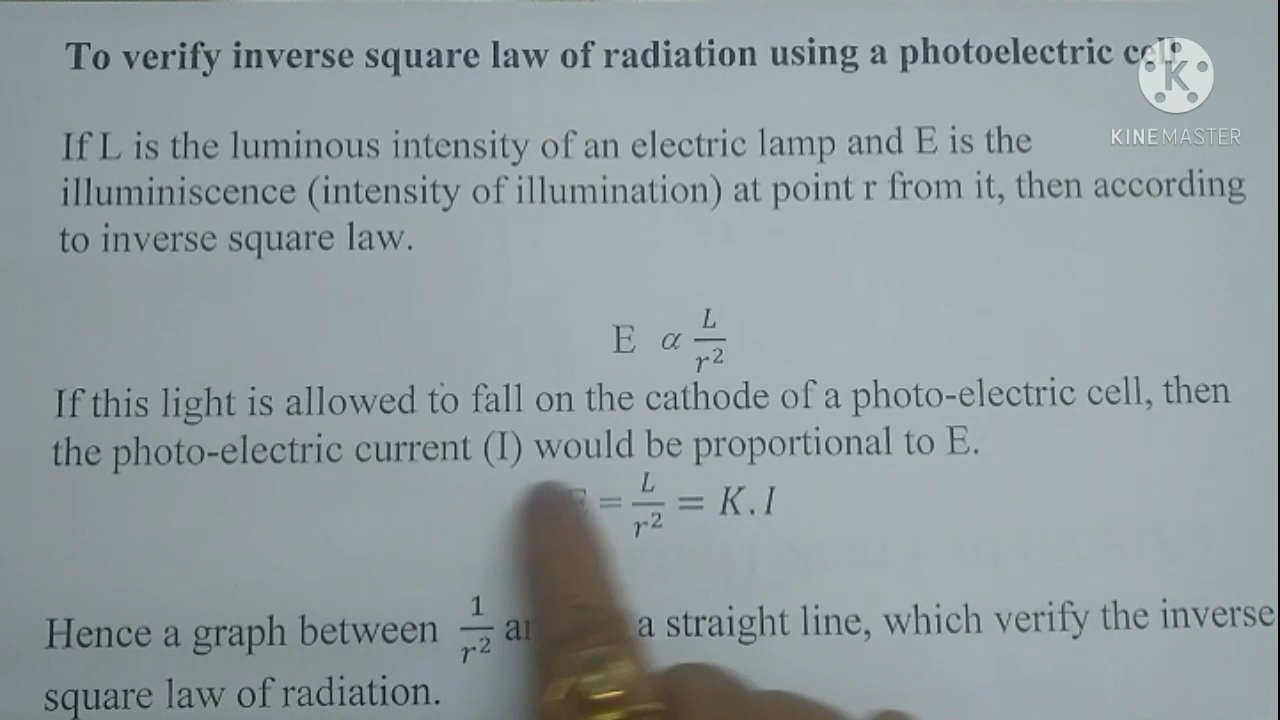 To verify inverse square law of radiation using a photoelectric cell
K
KINEMASTER
If L is the luminous intensity of an electric lamp and E is the
illuminiscence (intensity of illumination) at point r from it, then according
to inverse square law.
E α L/r²
If this light is allowed to fall on the cathode of a photo-electric cell, then
the photo-electric current (I) would be proportional to E.
= L/r² = K.I
Hence a graph between 1/r² a straight line, which verify the inverse
square law of radiation.